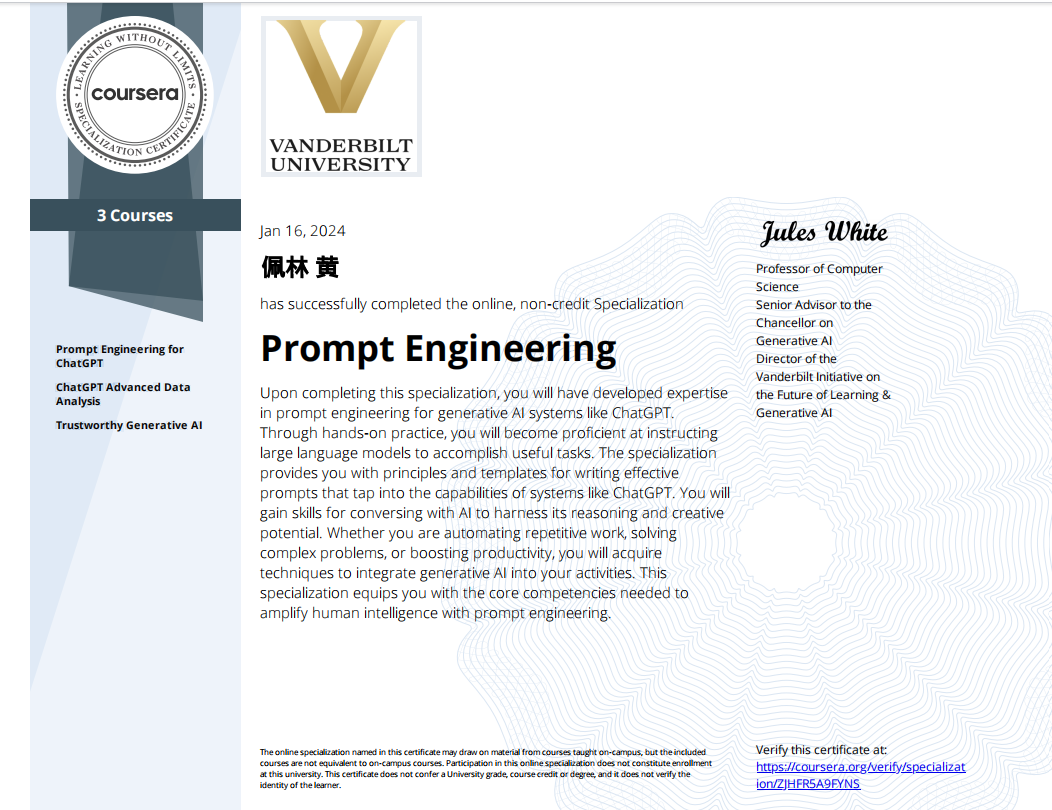 LEARNING WITHOUT LIMITS
coursera
SPECIALIZATION CERTIFICATE
VANDERBILT
UNIVERSITY
3 Courses
Prompt Engineering for
ChatGPT
ChatGPT Advanced Data
Analysis
Trustworthy Generative AI
Jan 16, 2024
佩林 黄
has successfully completed the online, non-credit Specialization
Prompt Engineering
Upon completing this specialization, you will have developed expertise
in prompt engineering for generative AI systems like ChatGPT.
Through hands-on practice, you will become proficient at instructing
large language models to accomplish useful tasks. The specialization
provides you with principles and templates for writing effective
prompts that tap into the capabilities of systems like ChatGPT. You will
gain skills for conversing with AI to harness its reasoning and creative
potential. Whether you are automating repetitive work, solving
complex problems, or boosting productivity, you will acquire
techniques to integrate generative AI into your activities. This
specialization equips you with the core competencies needed to
amplify human intelligence with prompt engineering.
Jules White
Professor of Computer
Science
Senior Advisor to the
Chancellor on
Generative AI
Director of the
Vanderbilt Initiative on
the Future of Learning &
Generative AI
The online specialization named in this certificate may draw on material from courses taught on-campus, but the included
courses are not equivalent to on-campus courses. Participation in this online specialization does not constitute enrollment
at this university. This certificate does not confer a University grade, course credit or degree, and it does not verify the
identity of the learner.
Verify this certificate at:
https://coursera.org/verify/specializat
ion/ZJHFR5A9FYNS